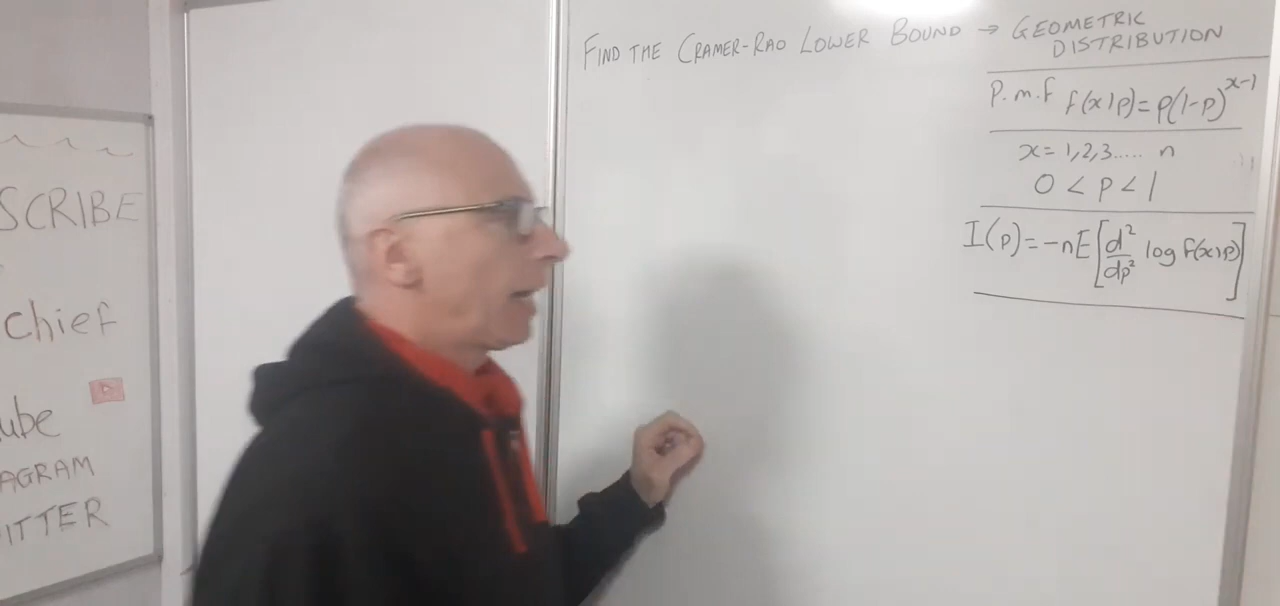 FIND THE CRAMER-RAO LOWER BOUND → GEOMETRIC
DISTRIBUTION
P.m.f f(x|p)=p(1-p)^{x-1}
x=1,2,3..... n
0<p<1
I(p)=-nE[d²/dp² log f(x|p)]
SCRIBE
chief
ube
AGRAM
ITTER